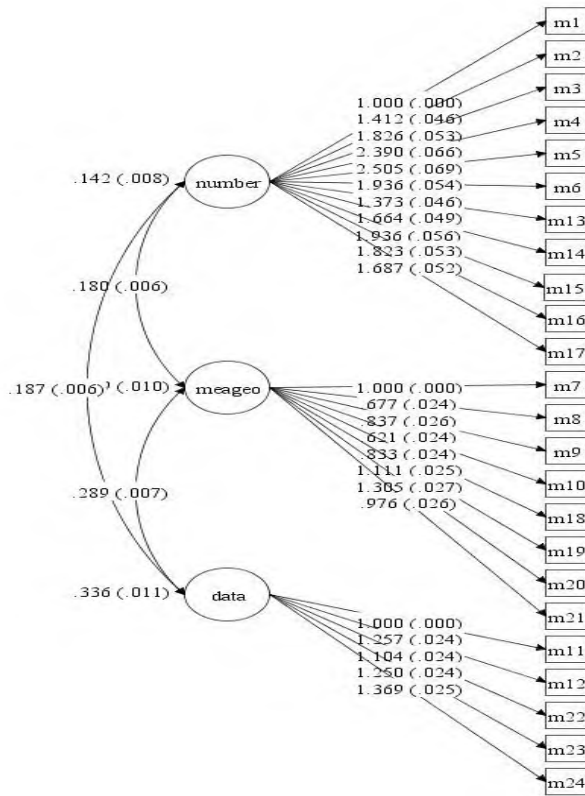 m1
m2
m3
m4
m5
m6
m13
m14
m15
m16
m17
1.000 (.000)
1.412 (.046)
1.826 (.053)
2.390 (.066)
2.505 (.069)
1.936 (.054)
1.373 (.046)
1.664 (.049)
1.936 (.056)
1.823 (.053)
1.687 (.052)
.142 (.008)
number
.180 (.006)
.187 (.006)
(.010)
meageo
1.000 (.000)
.677 (.024)
.837 (.026)
.621 (.024)
.833 (.024)
1.111 (.025)
1.305 (.027)
.976 (.026)
m7
m8
m9
m10
m18
m19
m20
m21
.289 (.007)
.336 (.011)
data
1.000 (.000)
1.257 (.024)
1.104 (.024)
1.250 (.024)
1.369 (.025)
m11
m12
m22
m23
m24